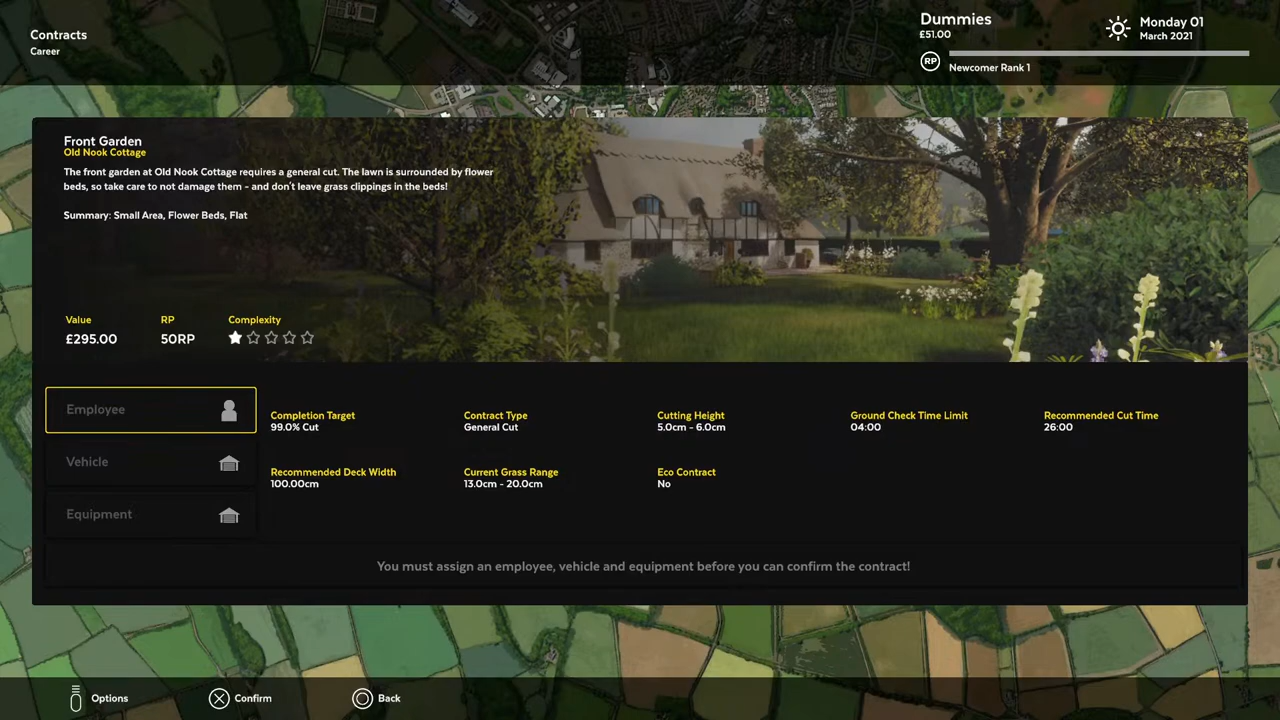 Contracts
Career
Dummies
£51.00
Monday 01
March 2021
RP
Newcomer Rank 1
Front Garden
Old Nook Cottage
The front garden at Old Nook Cottage requires a general cut. The lawn is surrounded by flower
beds, so take care to not damage them - and don't leave grass clippings in the beds!
Summary: Small Area, Flower Beds, Flat
Value
RP
Complexity
£295.00
50RP
Employee
Vehicle
Equipment
Completion Target
99.0% Cut
Contract Type
General Cut
Cutting Height
5.0cm - 6.0cm
Ground Check Time Limit
04:00
Recommended Cut Time
26:00
Recommended Deck Width
100.00cm
Current Grass Range
13.0cm - 20.0cm
Eco Contract
No
You must assign an employee, vehicle and equipment before you can confirm the contract!
Options
Confirm
Back